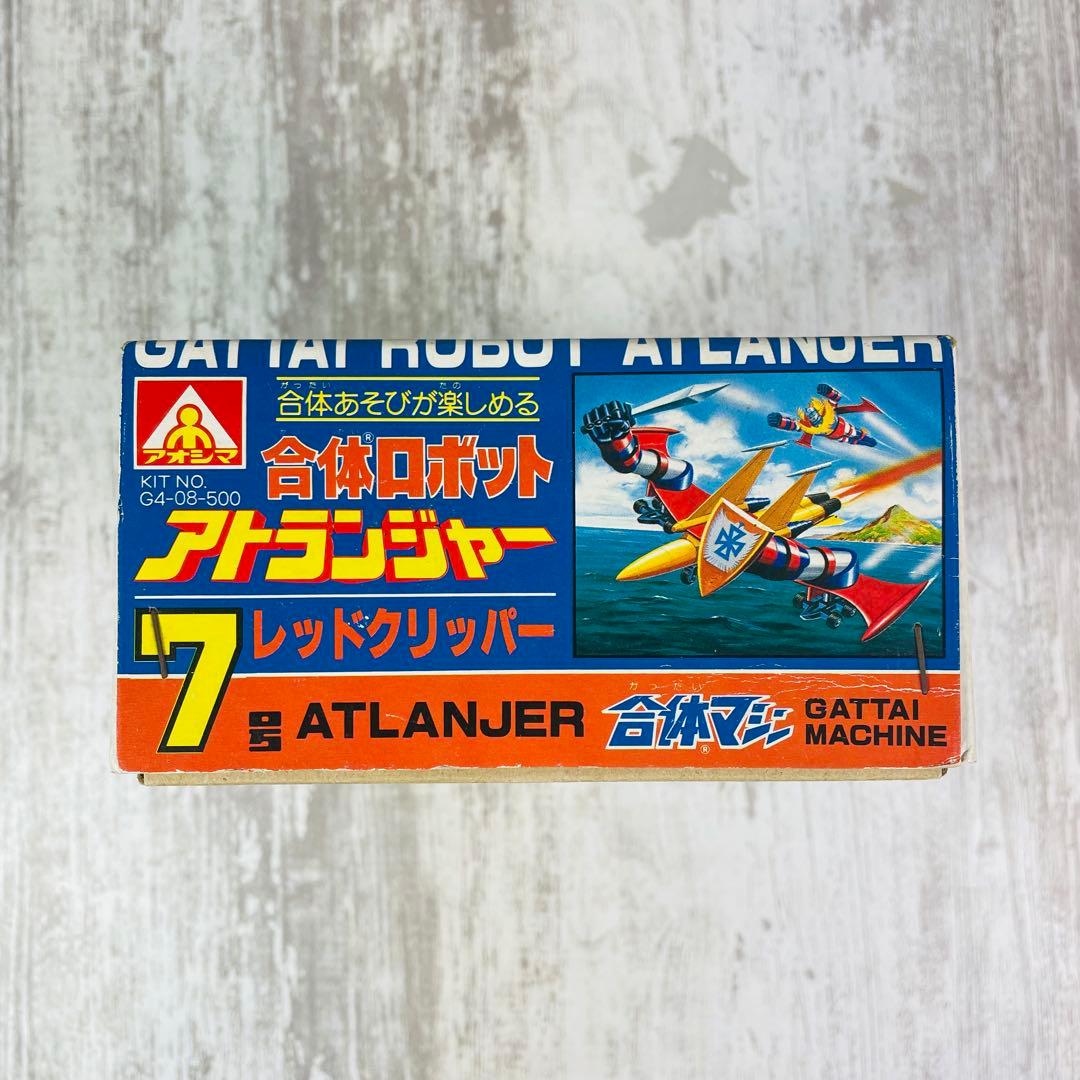 GATTAI ROBOT ATLANJER
がったい たの
合体あそびが楽しめる
アオシマ
KIT NO.
G4-08-500
合体ロボット®
アトランジャー
7号
レッドクリッパー
ATLANJER
がったい
合体マシン®
GATTAI
MACHINE